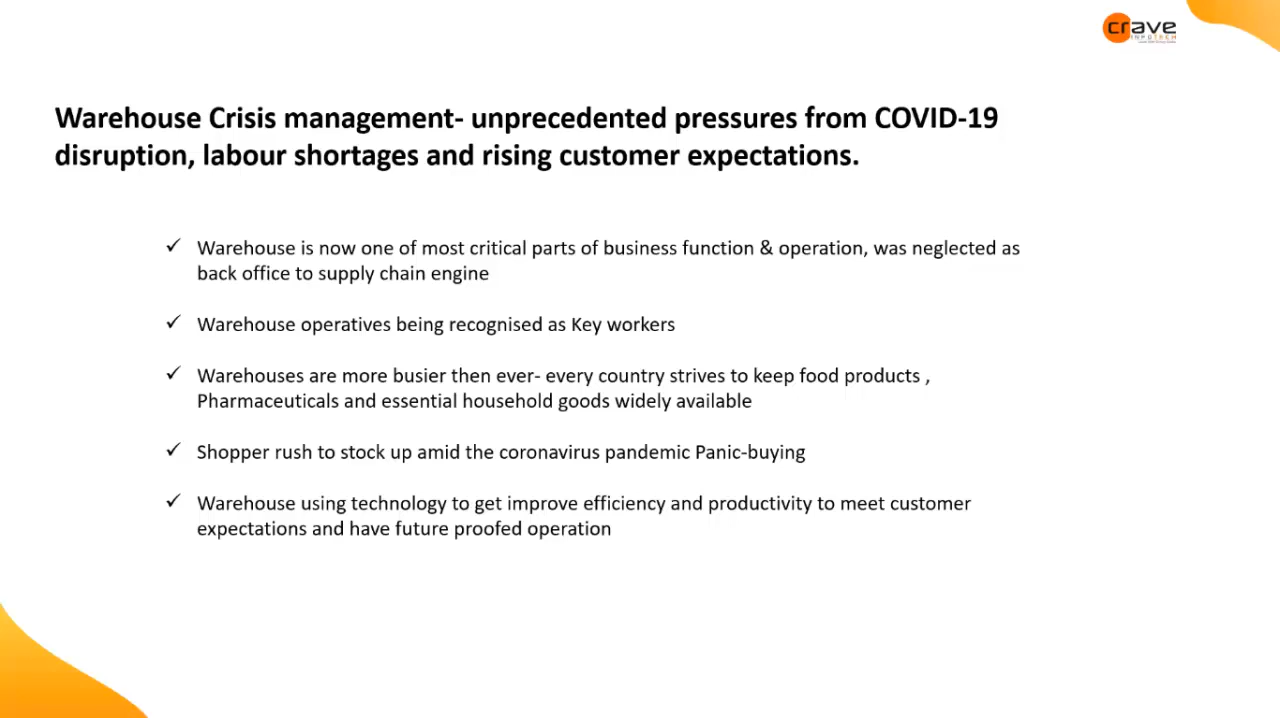 crave
INFOTECH
Warehouse Crisis management- unprecedented pressures from COVID-19
disruption, labour shortages and rising customer expectations.
✓ Warehouse is now one of most critical parts of business function & operation, was neglected as
back office to supply chain engine
✓ Warehouse operatives being recognised as Key workers
✓ Warehouses are more busier then ever- every country strives to keep food products ,
Pharmaceuticals and essential household goods widely available
✓ Shopper rush to stock up amid the coronavirus pandemic Panic-buying
✓ Warehouse using technology to get improve efficiency and productivity to meet customer
expectations and have future proofed operation